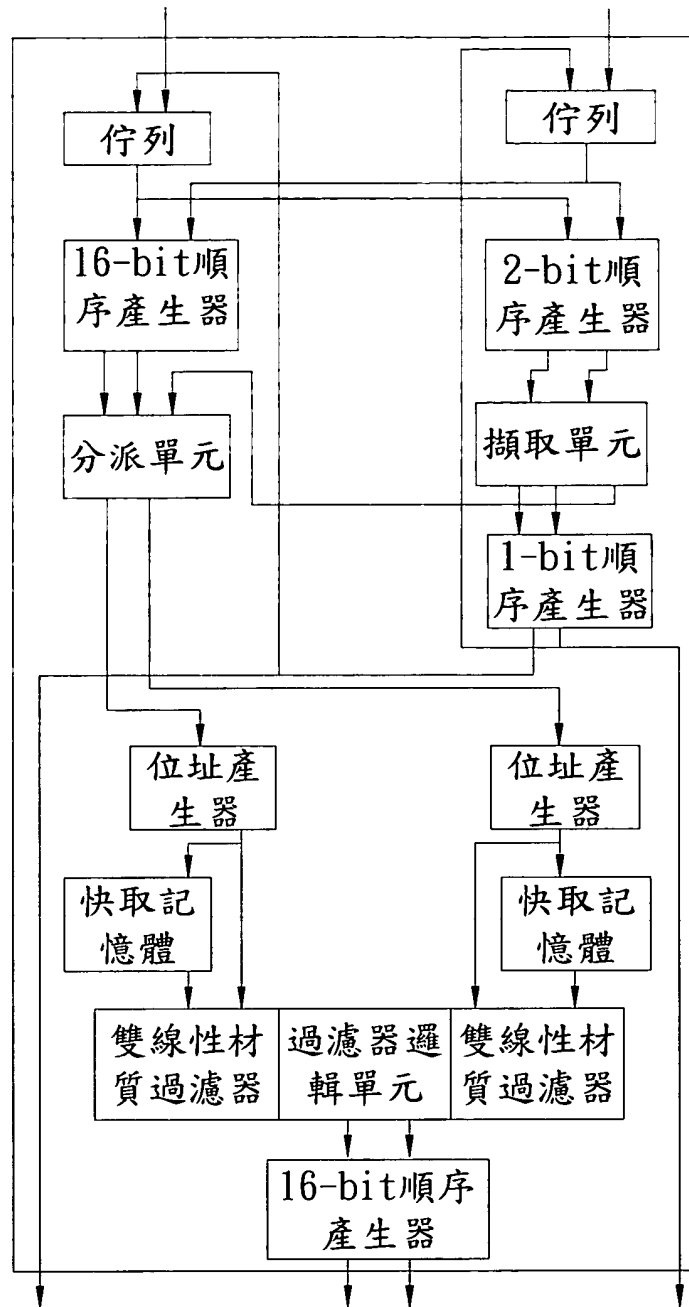 佇列
佇列
16-bit順
序產生器
2-bit順
序產生器
分派單元
擷取單元
1-bit順
序產生器
位址產
生器
位址產
生器
快取記
憶體
快取記
憶體
雙線性材
質過濾器
過濾器邏
輯單元
雙線性材
質過濾器
16-bit順序
產生器